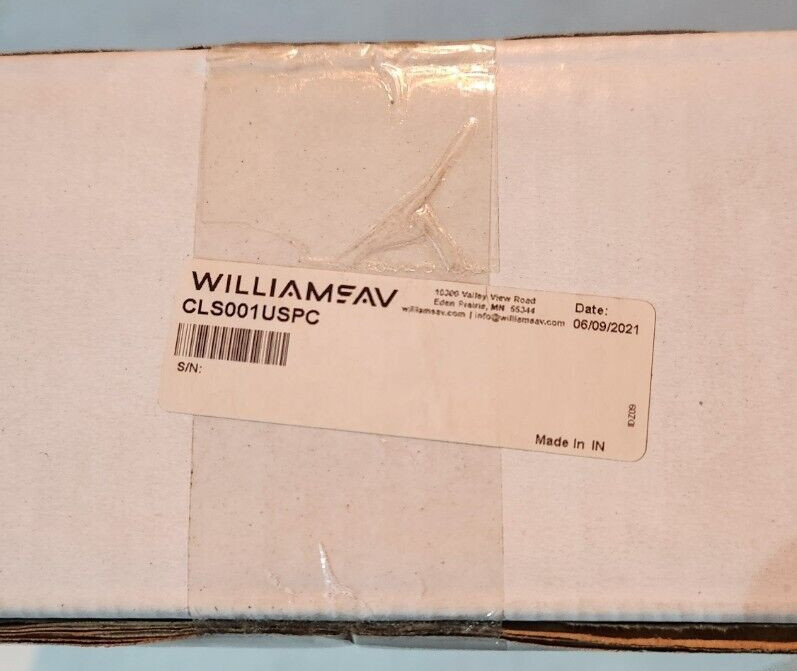 WILLIAMSAV
10300 Valley View Road
Eden Prairie, MN 55344
williamsav.com | info@williamsav.com
Date:
06/09/2021
CLS001USPC
S/N:
Made In IN